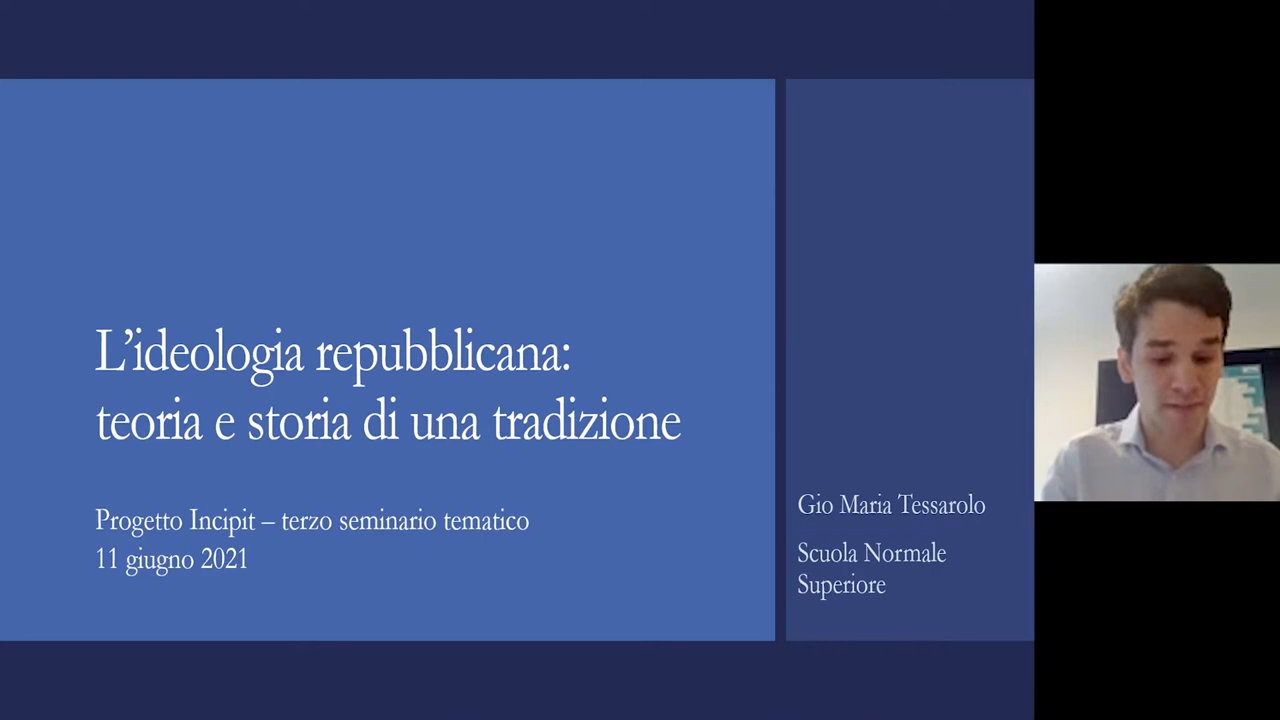 L’ideologia repubblicana:
teoria e storia di una tradizione
Progetto Incipit – terzo seminario tematico
11 giugno 2021
Gio Maria Tessarolo
Scuola Normale
Superiore